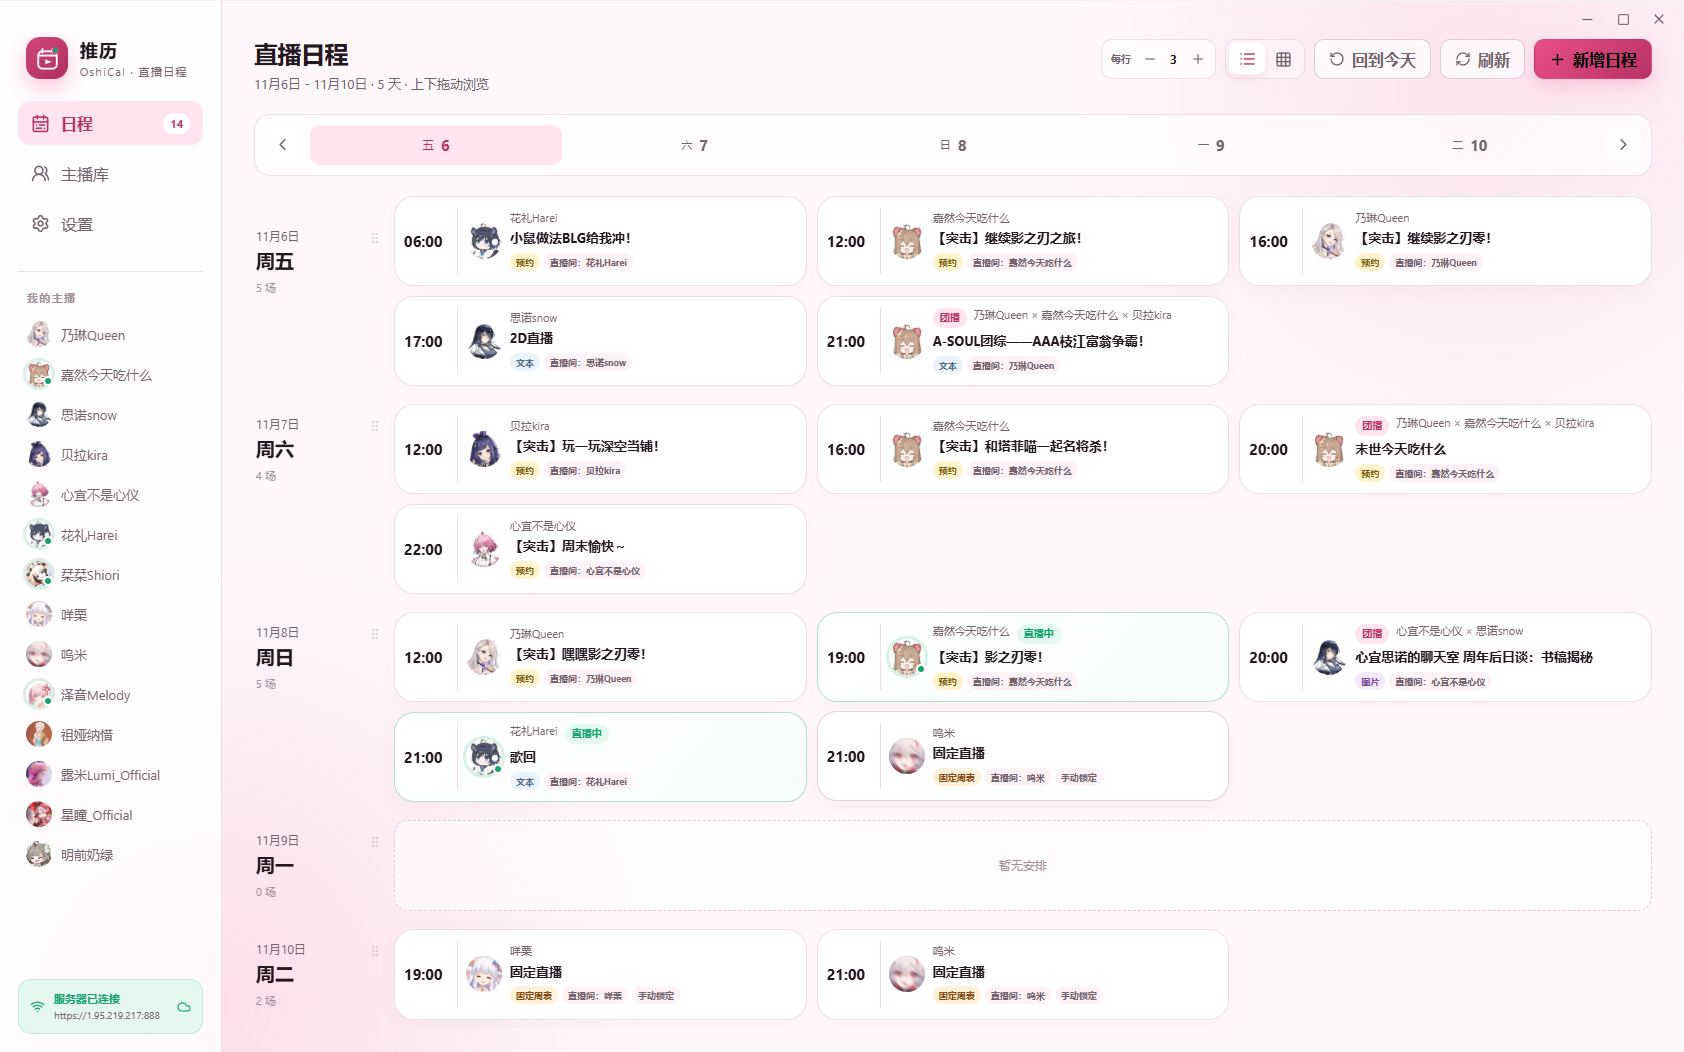 推历
OshiCal · 直播日程
日程 14
主播库
设置
我的主播
乃琳Queen
嘉然今天吃什么
思诺snow
贝拉kira
心宜不是心仪
花礼Harei
栞栞Shiori
咩栗
呜米
泽音Melody
祖娅纳惜
露米Lumi_Official
星瞳_Official
明前奶绿
服务器已连接
https://1.95.219.217:888
直播日程
11月6日 - 11月10日 · 5 天 · 上下拖动浏览
每行 − 3 +
回到今天
刷新
+ 新增日程
五 6
六 7
日 8
一 9
二 10
11月6日
周五
5 场
06:00
花礼Harei
小鼠做法BLG给我冲！
预约 直播间：花礼Harei
12:00
嘉然今天吃什么
【突击】继续影之刃之旅！
预约 直播间：嘉然今天吃什么
16:00
乃琳Queen
【突击】继续影之刃零！
预约 直播间：乃琳Queen
17:00
思诺snow
2D直播
文本 直播间：思诺snow
21:00
团播 乃琳Queen × 嘉然今天吃什么 × 贝拉kira
A-SOUL团综——AAA枝江富翁争霸！
文本 直播间：乃琳Queen
11月7日
周六
4 场
12:00
贝拉kira
【突击】玩一玩深空当铺！
预约 直播间：贝拉kira
16:00
嘉然今天吃什么
【突击】和塔菲喵一起名将杀！
预约 直播间：嘉然今天吃什么
20:00
团播 乃琳Queen × 嘉然今天吃什么 × 贝拉kira
末世今天吃什么
预约 直播间：嘉然今天吃什么
22:00
心宜不是心仪
【突击】周末愉快～
预约 直播间：心宜不是心仪
11月8日
周日
5 场
12:00
乃琳Queen
【突击】嘿嘿影之刃零！
预约 直播间：乃琳Queen
19:00
嘉然今天吃什么 直播中
【突击】影之刃零！
预约 直播间：嘉然今天吃什么
20:00
团播 心宜不是心仪 × 思诺snow
心宜思诺的聊天室 周年后日谈：书稿揭秘
图片 直播间：心宜不是心仪
21:00
花礼Harei 直播中
歌回
文本 直播间：花礼Harei
21:00
呜米
固定直播
固定周表 直播间：呜米 手动锁定
11月9日
周一
0 场
暂无安排
11月10日
周二
2 场
19:00
咩栗
固定直播
固定周表 直播间：咩栗 手动锁定
21:00
呜米
固定直播
固定周表 直播间：呜米 手动锁定